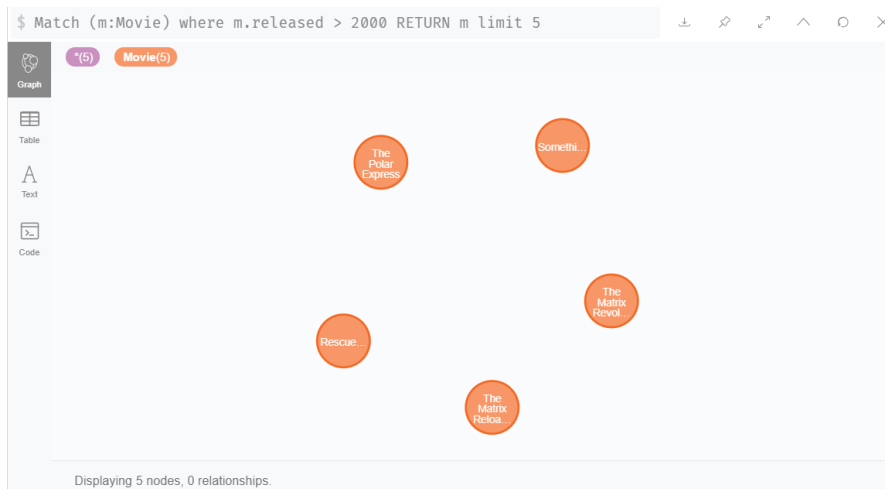 $ Match (m:Movie) where m.released > 2000 RETURN m limit 5
*(5) Movie(5)
Graph
Table
Text
Code
The
Polar
Express
Somethi...
The
Matrix
Revol...
Rescue...
The
Matrix
Reloa...
Displaying 5 nodes, 0 relationships.